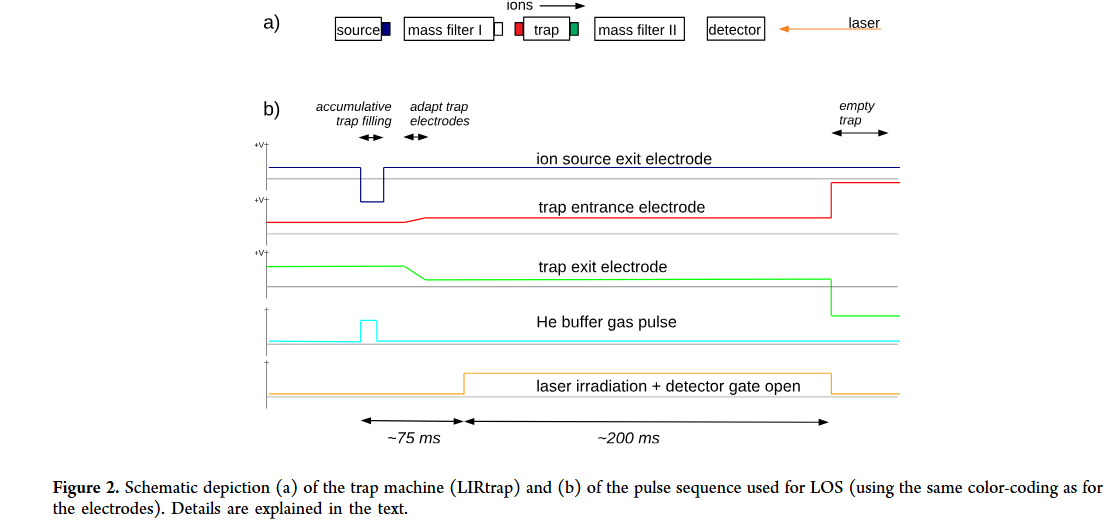 ions
a)
source
mass filter I
trap
mass filter II
detector
laser
b)
accumulative
trap filling
adapt trap
electrodes
empty
trap
+V
ion source exit electrode
+V
trap entrance electrode
+V
trap exit electrode
He buffer gas pulse
laser irradiation + detector gate open
~75 ms
~200 ms
Figure 2. Schematic depiction (a) of the trap machine (LIRtrap) and (b) of the pulse sequence used for LOS (using the same color-coding as for
the electrodes). Details are explained in the text.